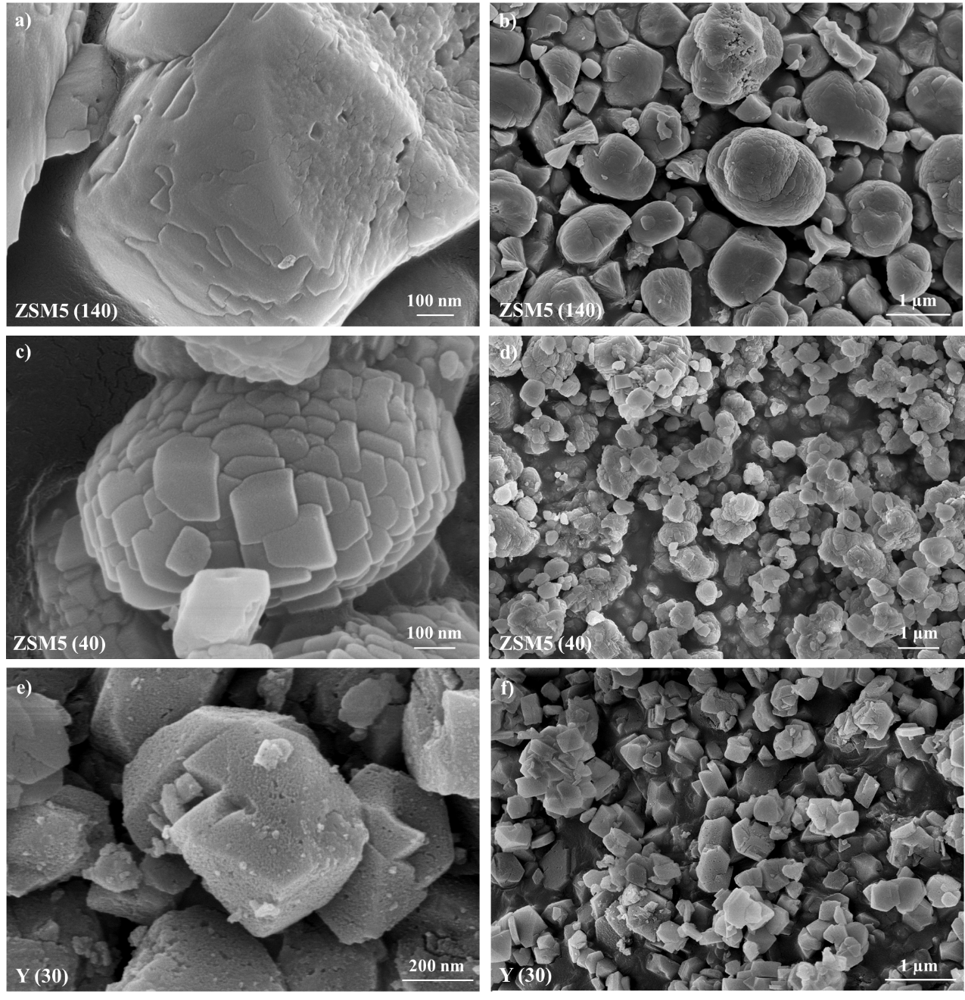 a)
100 nm
ZSM5 (140)
b)
1 µm
ZSM5 (140)
c)
100 nm
ZSM5 (40)
d)
1 µm
ZSM5 (40)
e)
200 nm
Y (30)
f)
1 µm
Y (30)